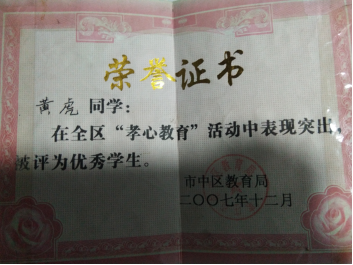 荣誉证书
黄虎 同学：
在全区“孝心教育”活动中表现突出，
被评为优秀学生。
市中区教育局
二〇〇七年十二月